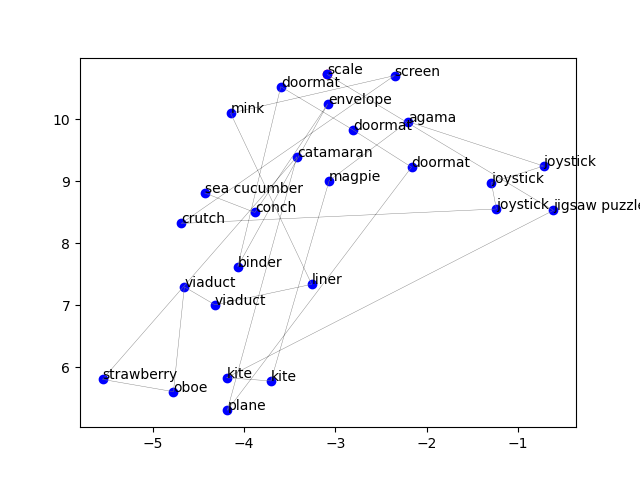 scale
screen
doormat
envelope
mink
agama
doormat
catamaran
doormat
joystick
magpie
joystick
sea cucumber
conch
joystick
jigsaw puzzle
crutch
binder
liner
viaduct
viaduct
strawberry
kite
kite
oboe
plane
10
9
8
7
6
−5
−4
−3
−2
−1